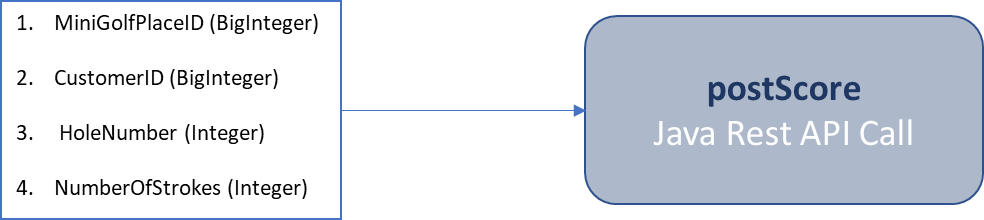 1. MiniGolfPlaceID (BigInteger)
2. CustomerID (BigInteger)
3. HoleNumber (Integer)
4. NumberOfStrokes (Integer)
postScore
Java Rest API Call